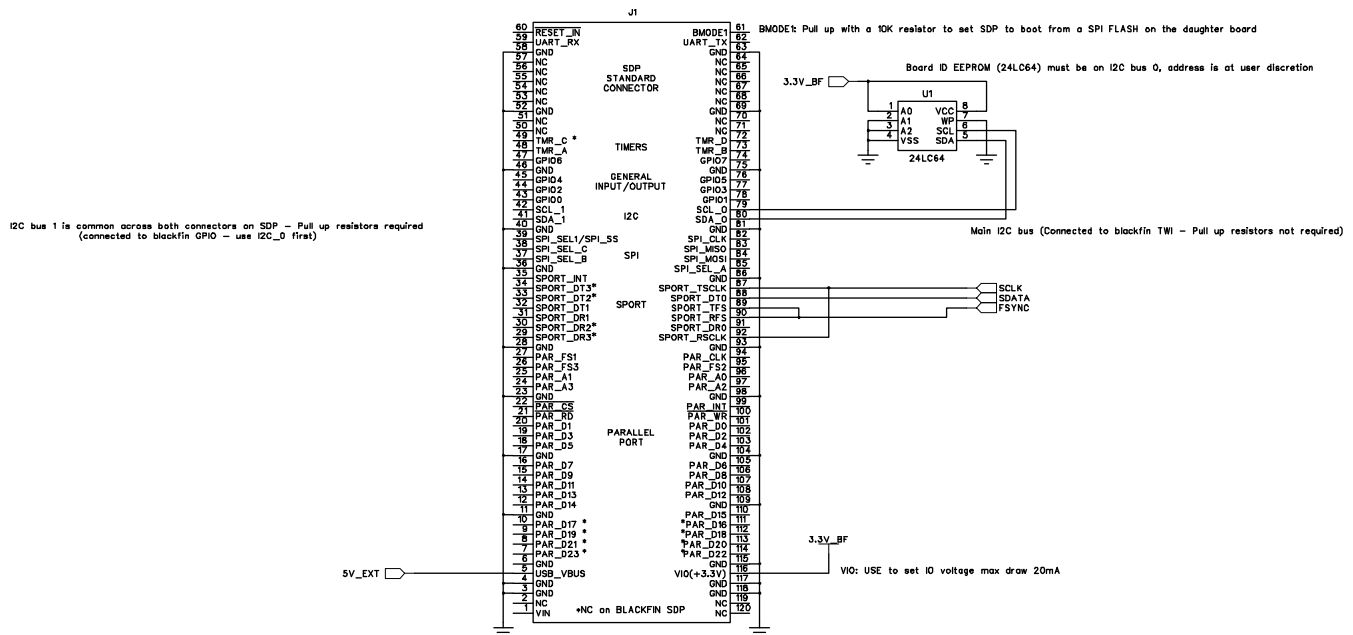 J1
60 RESET_IN
59 UART_RX
58 GND
57 NC
56 NC
55 NC
54 NC
53 NC
52 GND
51 NC
50 NC
49 TMR_C *
48 TMR_A
47 GPIO6
46 GND
45 GPIO4
44 GPIO2
43 GPIO0
42 SCL_1
41 SDA_1
40 GND
39 SPI_SEL1/SPI_SS
38 SPI_SEL_C
37 SPI_SEL_B
36 GND
35 SPORT_INT
34 SPORT_DT3*
33 SPORT_DT2*
32 SPORT_DT1
31 SPORT_DR1
30 SPORT_DR2*
29 SPORT_DR3*
28 GND
27 PAR_FS1
26 PAR_FS3
25 PAR_A1
24 PAR_A3
23 GND
22 PAR_CS
21 PAR_RD
20 PAR_D1
19 PAR_D3
18 PAR_D5
17 GND
16 PAR_D7
15 PAR_D9
14 PAR_D11
13 PAR_D13
12 PAR_D14
11 GND
10 PAR_D17 *
9 PAR_D19 *
8 PAR_D21 *
7 PAR_D23 *
6 GND
5 USB_VBUS
4 GND
3 GND
2 NC
1 VIN
SDP
STANDARD
CONNECTOR
TIMERS
GENERAL
INPUT/OUTPUT
I2C
SPI
SPORT
PARALLEL
PORT
*NC on BLACKFIN SDP
BMODE1 61
UART_TX 62
GND 63
NC 64
NC 65
NC 66
NC 67
NC 68
GND 69
NC 70
NC 71
TMR_D 72
TMR_B 73
GPIO7 74
GND 75
GPIO5 76
GPIO3 77
GPIO1 78
SCL_0 79
SDA_0 80
GND 81
SPI_CLK 82
SPI_MISO 83
SPI_MOSI 84
SPI_SEL_A 85
GND 86
SPORT_TSCLK 87
SPORT_DT0 88
SPORT_TFS 89
SPORT_RFS 90
SPORT_DR0 91
SPORT_RSCLK 92
GND 93
PAR_CLK 94
PAR_FS2 95
PAR_A0 96
PAR_A2 97
GND 98
PAR_INT 99
PAR_WR 100
PAR_D0 101
PAR_D2 102
PAR_D4 103
GND 104
PAR_D6 105
PAR_D8 106
PAR_D10 107
PAR_D12 108
GND 109
PAR_D15 110
*PAR_D16 111
*PAR_D18 112
*PAR_D20 113
*PAR_D22 114
GND 115
VIO(+3.3V) 116
GND 117
GND 118
NC 119
NC 120
BMODE1: Pull up with a 10K resistor to set SDP to boot from a SPI FLASH on the daughter board
Board ID EEPROM (24LC64) must be on I2C bus 0, address is at user discretion
3.3V_BF
U1
1 A0 VCC 8
2 A1 WP 7
3 A2 SCL 6
4 VSS SDA 5
24LC64
I2C bus 1 is common across both connectors on SDP – Pull up resistors required
(connected to blackfin GPIO – use I2C_0 first)
Main I2C bus (Connected to blackfin TWI – Pull up resistors not required)
SCLK
SDATA
FSYNC
3.3V_BF
5V_EXT
VIO: USE to set IO voltage max draw 20mA